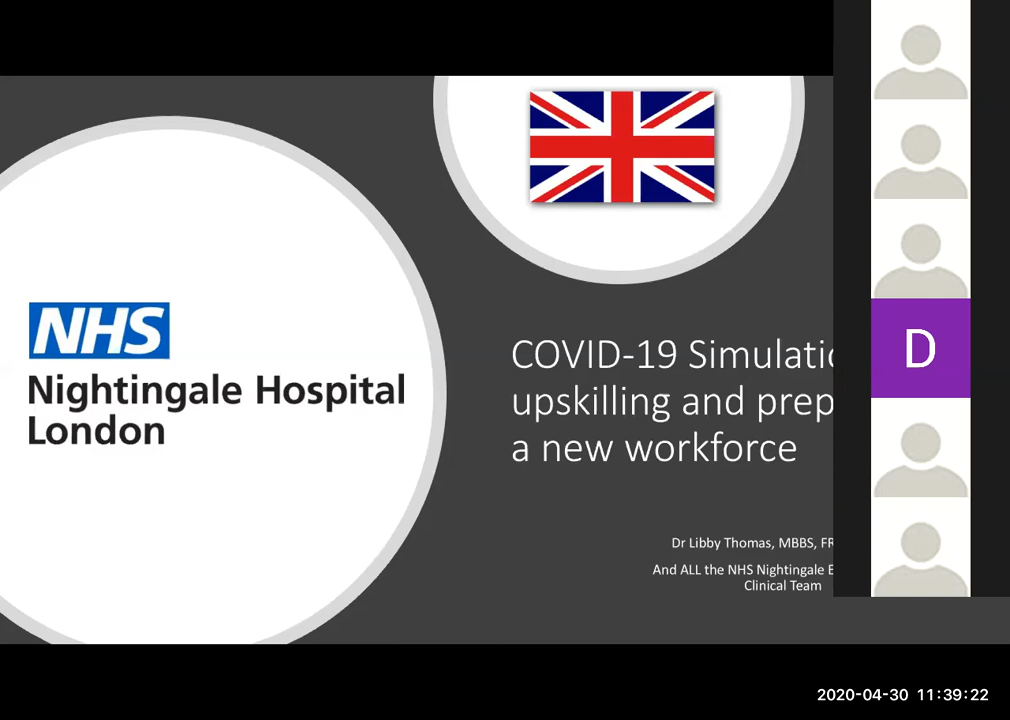 NHS
Nightingale Hospital
London
COVID-19 Simulatio
upskilling and prep
a new workforce
Dr Libby Thomas, MBBS, FR
And ALL the NHS Nightingale E
Clinical Team
D
2020-04-30 11:39:22